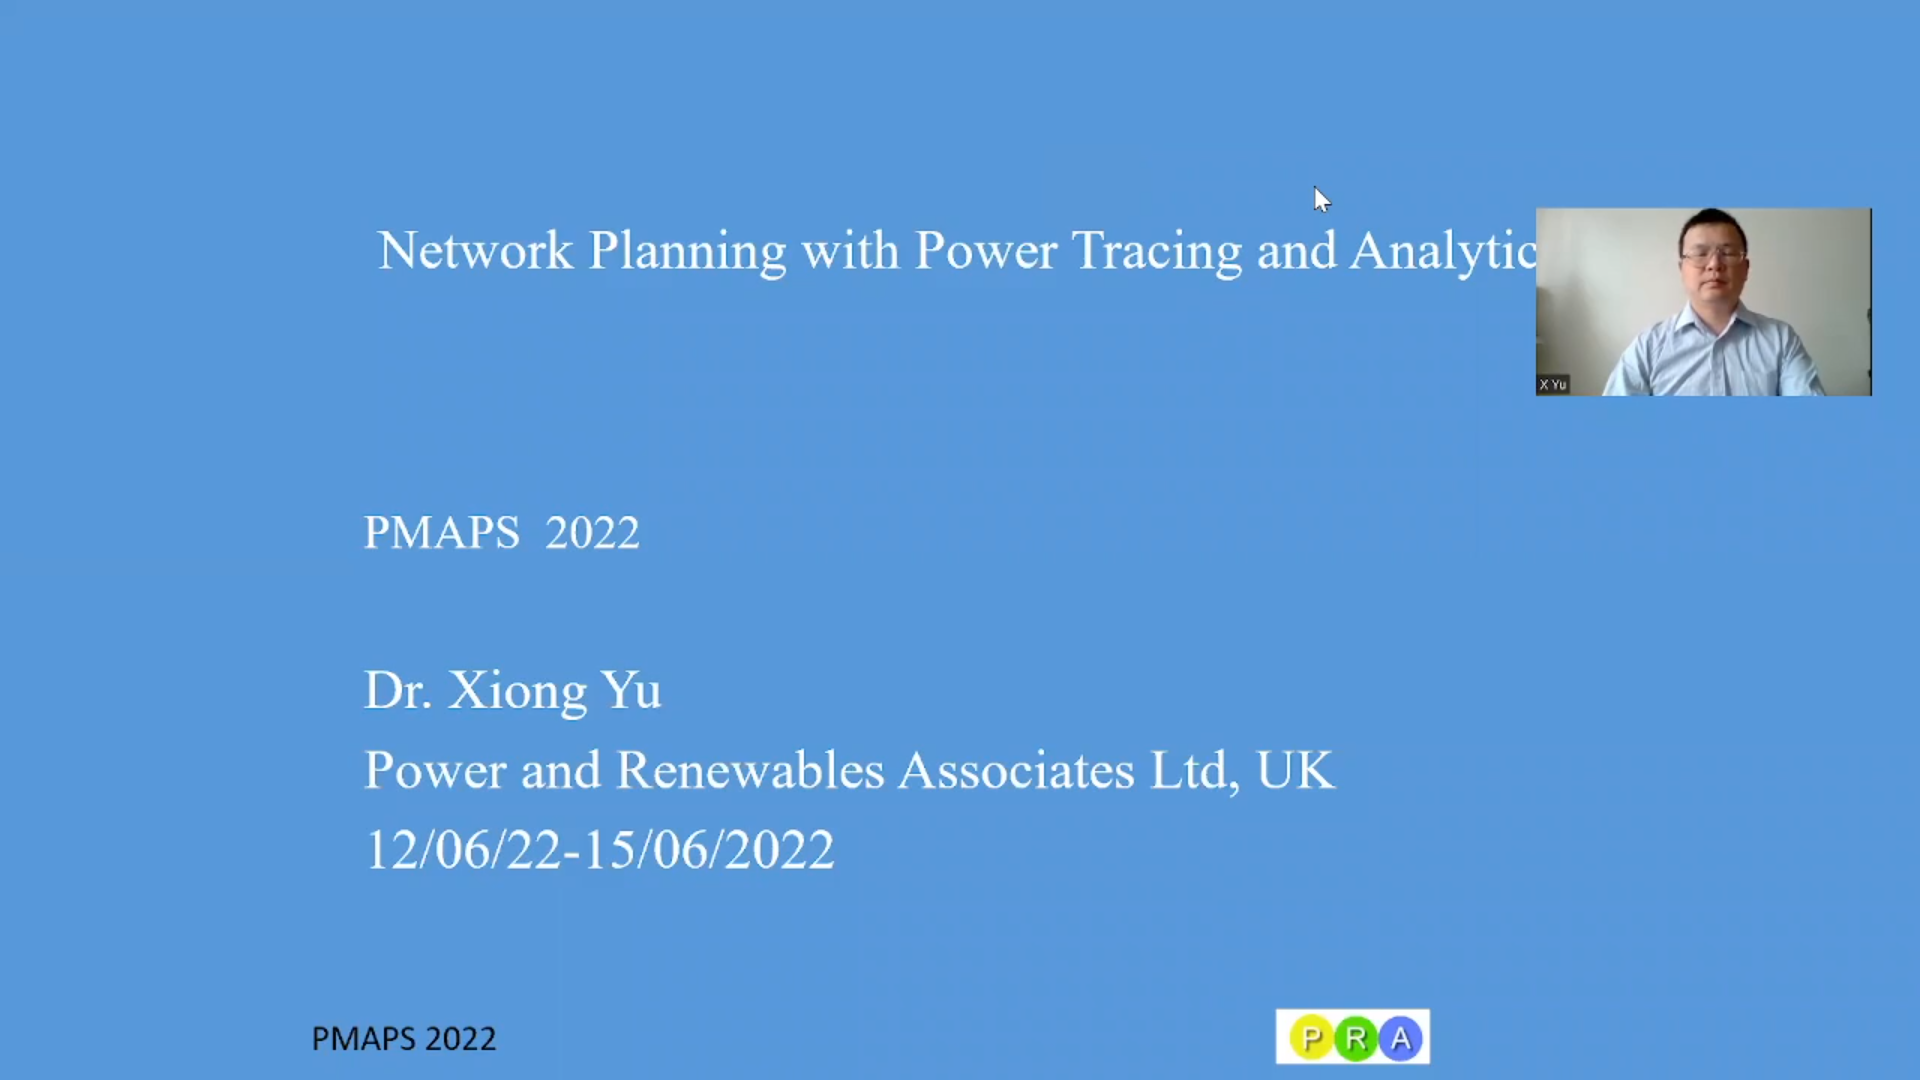 Network Planning with Power Tracing and Analytic
X Yu
PMAPS 2022
Dr. Xiong Yu
Power and Renewables Associates Ltd, UK
12/06/22-15/06/2022
PMAPS 2022
P R A